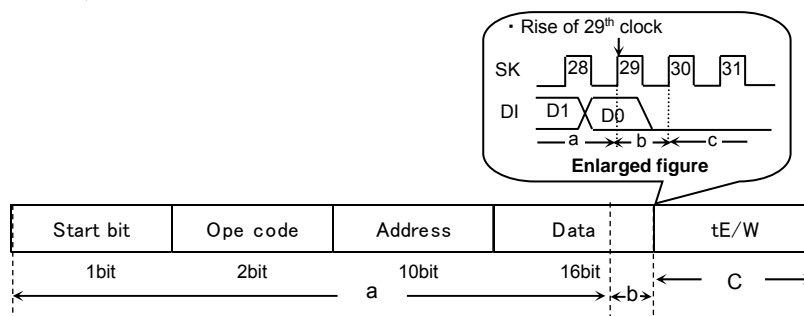 ・Rise of 29th clock
SK 28 29 30 31
DI D1 D0
a b c
Enlarged figure
Start bit Ope code Address Data tE/W
1bit 2bit 10bit 16bit
a b C